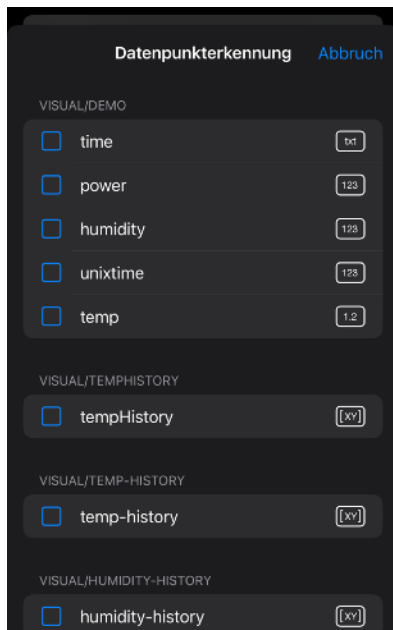 Datenpunkterkennung Abbruch
VISUAL/DEMO
time txt
power 123
humidity 123
unixtime 123
temp 1.2
VISUAL/TEMPHISTORY
tempHistory [XY]
VISUAL/TEMP-HISTORY
temp-history [XY]
VISUAL/HUMIDITY-HISTORY
humidity-history [XY]